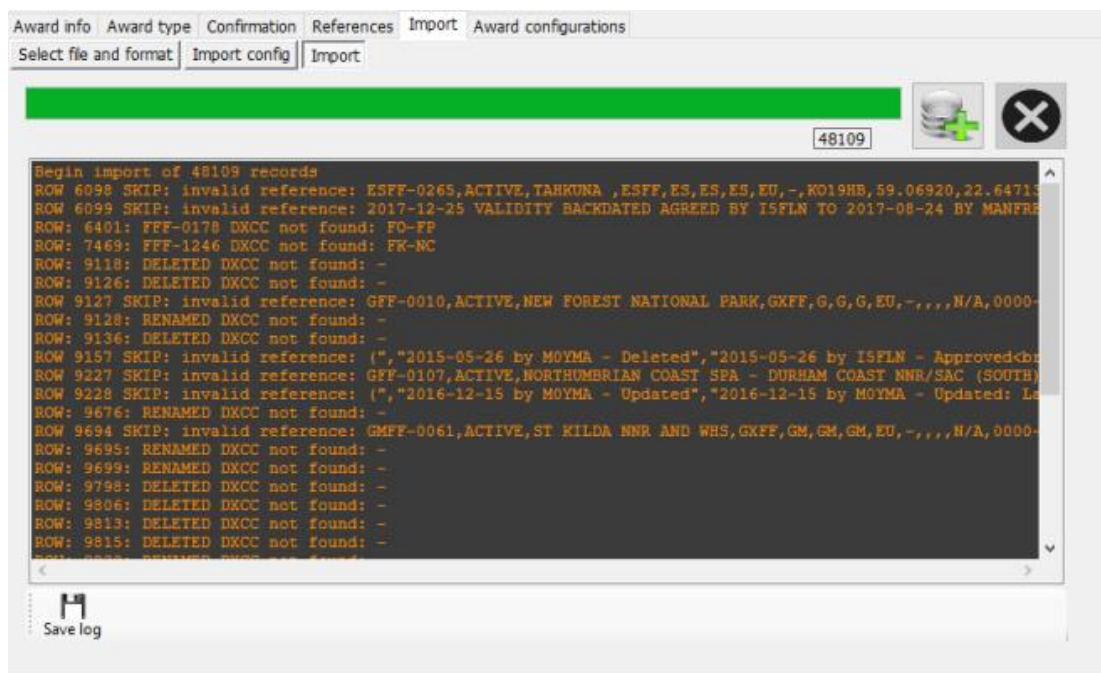 Award info Award type Confirmation References Import Award configurations
Select file and format Import config Import
48109
Begin import of 48109 records
ROW 6098 SKIP: invalid reference: ESFF-0265,ACTIVE,TAHKUNA ,ESFF,ES,ES,ES,EU,-,KO19HB,59.06920,22.64713
ROW 6099 SKIP: invalid reference: 2017-12-25 VALIDITY BACKDATED AGREED BY I5FLN TO 2017-08-24 BY MANFRE
ROW: 6401: FFF-0178 DXCC not found: FO-FP
ROW: 7469: FFF-1246 DXCC not found: FK-NC
ROW: 9118: DELETED DXCC not found: -
ROW: 9126: DELETED DXCC not found: -
ROW 9127 SKIP: invalid reference: GFF-0010,ACTIVE,NEW FOREST NATIONAL PARK,GXFF,G,G,G,EU,-,,,,N/A,0000-
ROW: 9128: RENAMED DXCC not found: -
ROW: 9136: DELETED DXCC not found: -
ROW 9157 SKIP: invalid reference: (","2015-05-26 by M0YMA - Deleted","2015-05-26 by I5FLN - Approved<br
ROW 9227 SKIP: invalid reference: GFF-0107,ACTIVE,NORTHUMBRIAN COAST SPA - DURHAM COAST NNR/SAC (SOUTH)
ROW 9228 SKIP: invalid reference: (","2016-12-15 by M0YMA - Updated","2016-12-15 by M0YMA - Updated: La
ROW: 9676: RENAMED DXCC not found: -
ROW 9694 SKIP: invalid reference: GMFF-0061,ACTIVE,ST KILDA NNR AND WHS,GXFF,GM,GM,GM,EU,-,,,,N/A,0000-
ROW: 9695: RENAMED DXCC not found: -
ROW: 9699: RENAMED DXCC not found: -
ROW: 9798: DELETED DXCC not found: -
ROW: 9806: DELETED DXCC not found: -
ROW: 9813: DELETED DXCC not found: -
ROW: 9815: DELETED DXCC not found: -
Save log